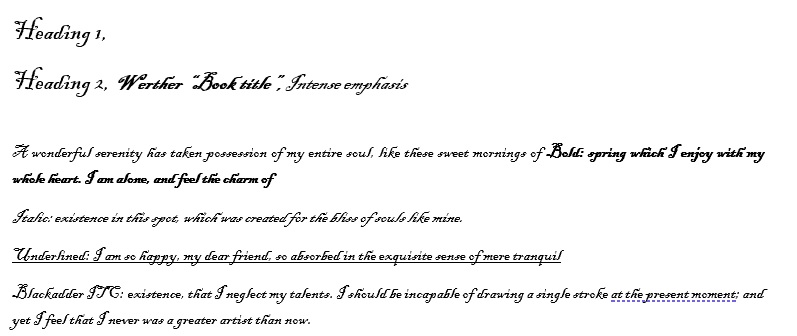 Heading 1,
Heading 2, Werther "Book title", Intense emphasis
A wonderful serenity has taken possession of my entire soul, like these sweet mornings of Bold: spring which I enjoy with my
whole heart. I am alone, and feel the charm of
Italic: existence in this spot, which was created for the bliss of souls like mine.
Underlined: I am so happy, my dear friend, so absorbed in the exquisite sense of mere tranquil
Blackadder ITC: existence, that I neglect my talents. I should be incapable of drawing a single stroke at the present moment; and
yet I feel that I never was a greater artist than now.